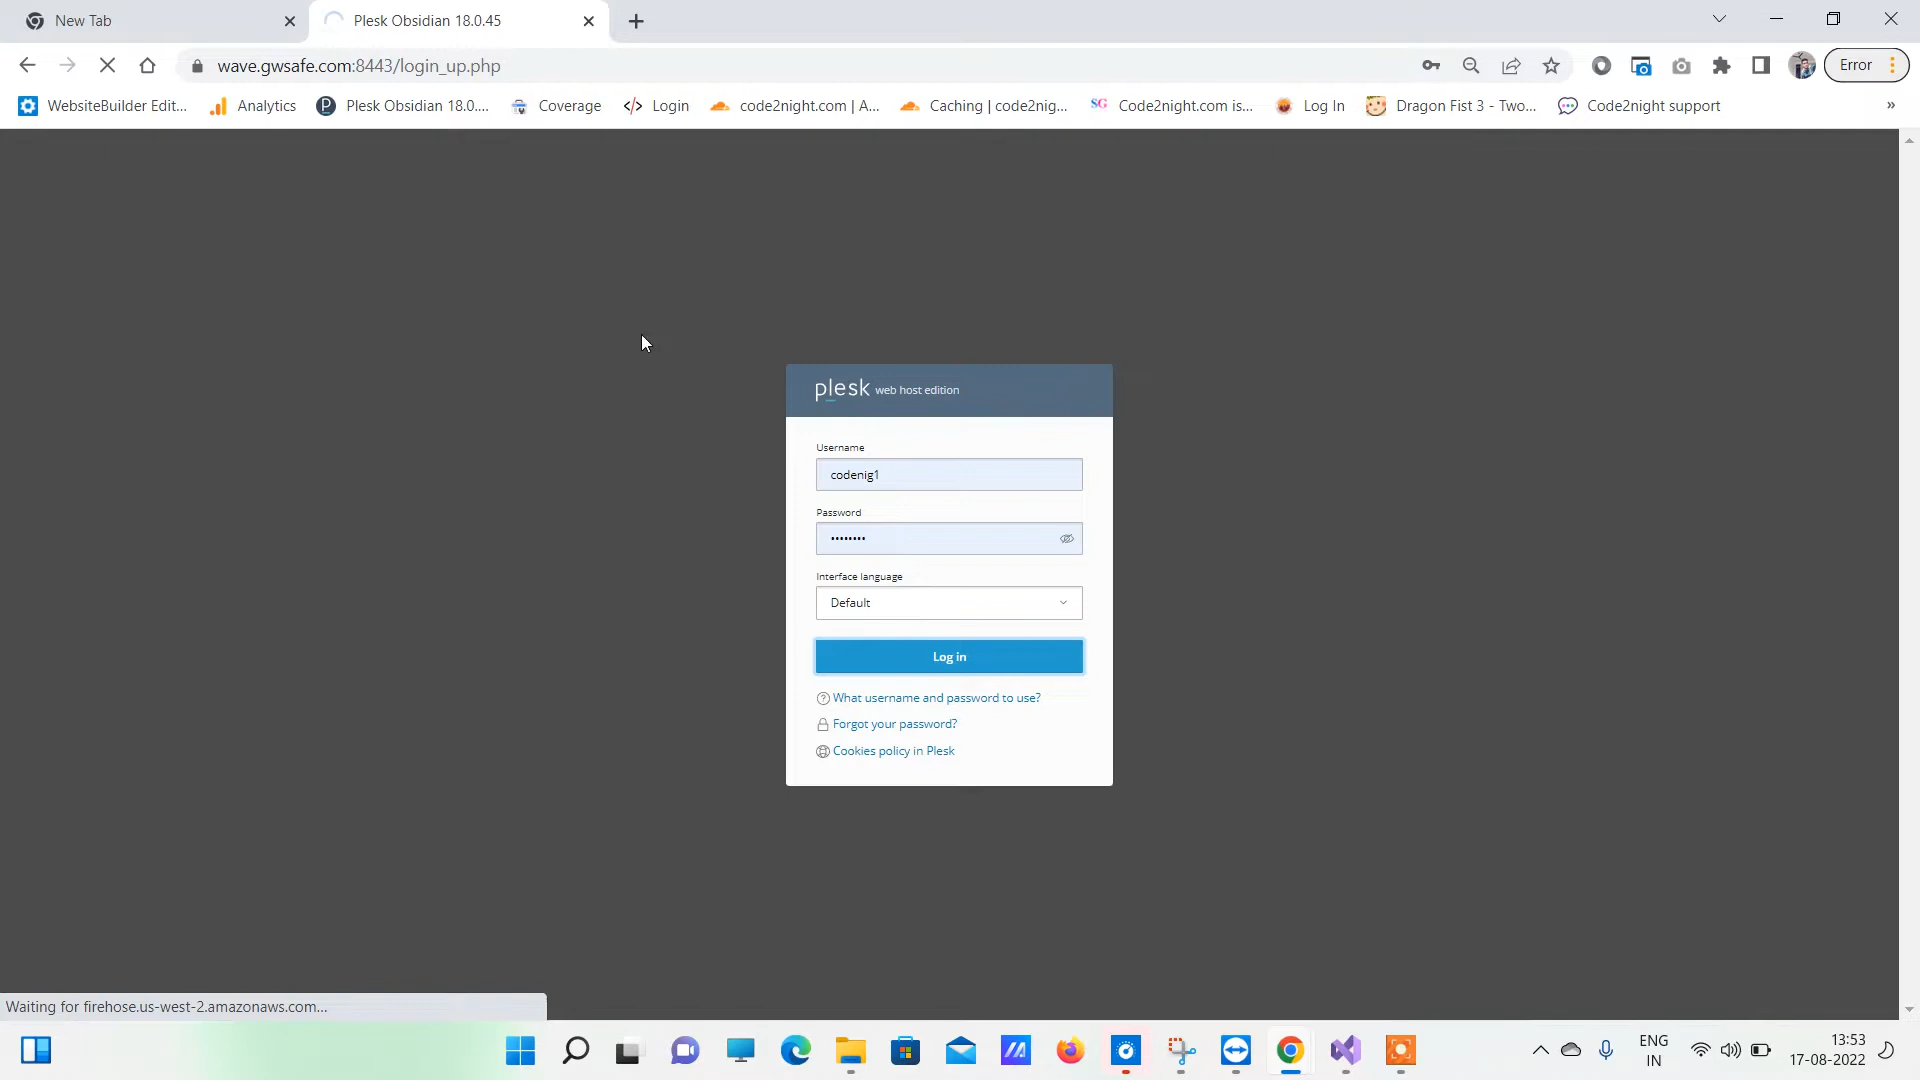 New Tab
Plesk Obsidian 18.0.45
wave.gwsafe.com:8443/login_up.php
Error
WebsiteBuilder Edit...
Analytics
Plesk Obsidian 18.0....
Coverage
Login
code2night.com | A...
Caching | code2nig...
SG
Code2night.com is...
Log In
Dragon Fist 3 - Two...
Code2night support
»
plesk web host edition
Username
codenig1
Password
••••••••
Interface language
Default
Log in
What username and password to use?
Forgot your password?
Cookies policy in Plesk
Waiting for firehose.us-west-2.amazonaws.com...
ENG
IN
13:53
17-08-2022